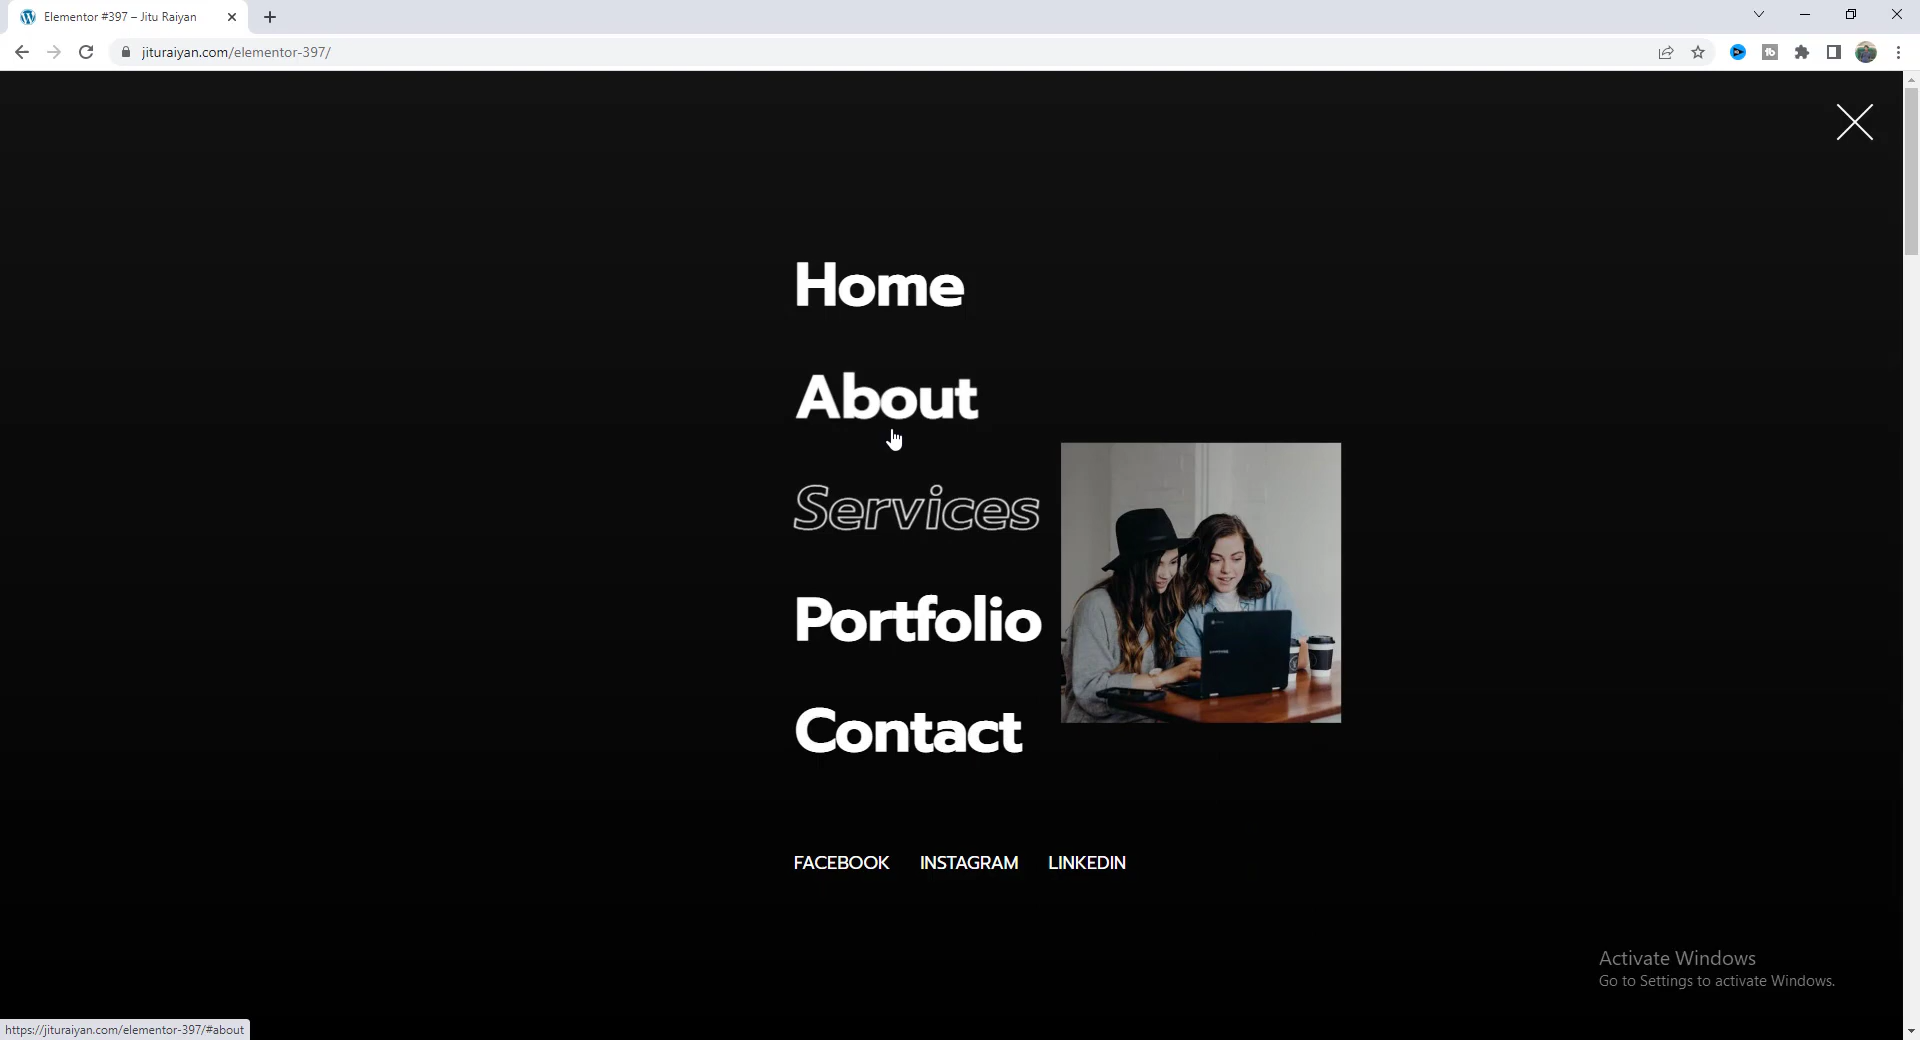 Elementor #397 – Jitu Raiyan
jituraiyan.com/elementor-397/
Home
About
Services
Portfolio
Contact
FACEBOOK INSTAGRAM LINKEDIN
Activate Windows
Go to Settings to activate Windows.
https://jituraiyan.com/elementor-397/#about